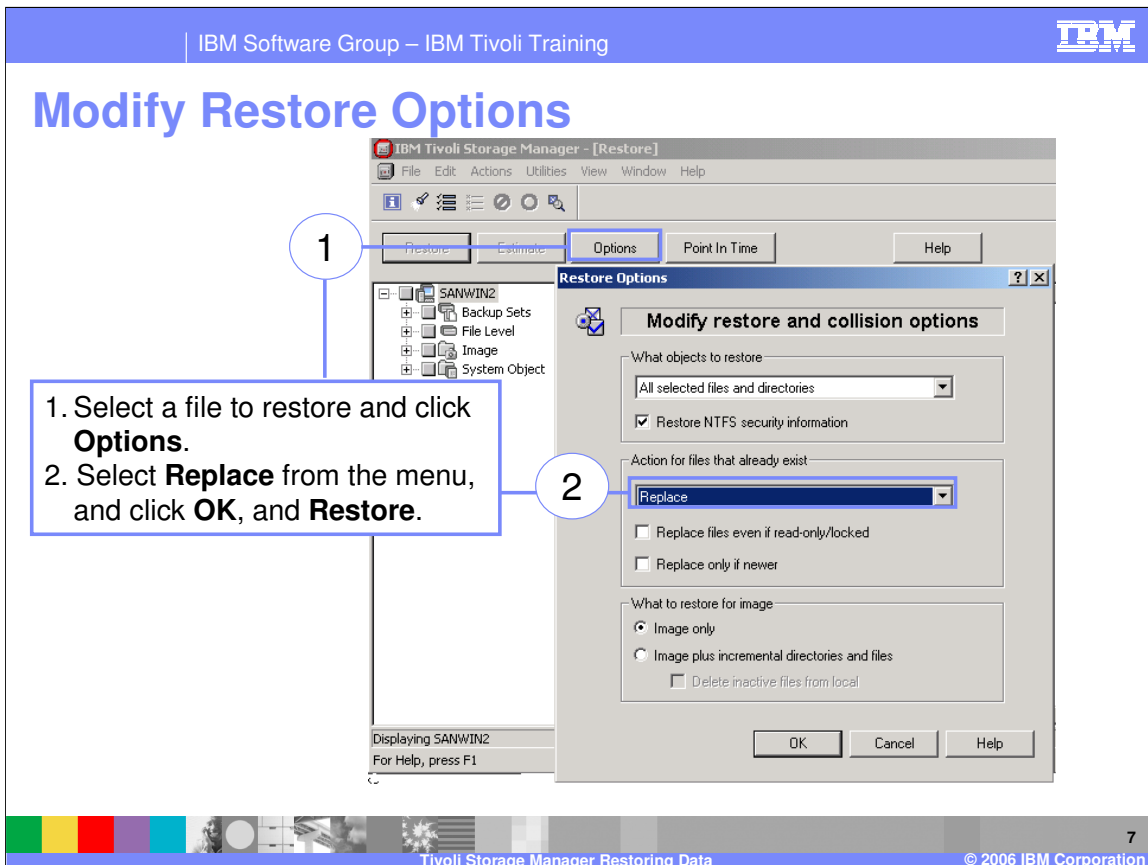 IBM Software Group – IBM Tivoli Training
IBM
Modify Restore Options
IBM Tivoli Storage Manager - [Restore]
File Edit Actions Utilities View Window Help
Restore Estimate Options Point In Time Help
1
SANWIN2
Backup Sets
File Level
Image
System Object
Restore Options
Modify restore and collision options
What objects to restore
All selected files and directories
Restore NTFS security information
Action for files that already exist
Replace
Replace files even if read-only/locked
Replace only if newer
What to restore for image
Image only
Image plus incremental directories and files
Delete inactive files from local
OK Cancel Help
1. Select a file to restore and click
Options.
2. Select Replace from the menu,
and click OK, and Restore.
2
Displaying SANWIN2
For Help, press F1
7
Tivoli Storage Manager Restoring Data
© 2006 IBM Corporation